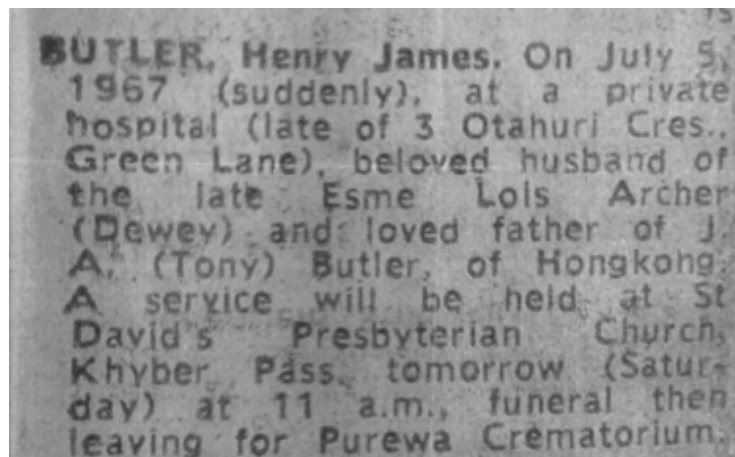 BUTLER, Henry James. On July 5,
1967 (suddenly), at a private
hospital (late of 3 Otahuri Cres.,
Green Lane), beloved husband of
the late Esme Lois Archer
(Dewey) and loved father of J.
A. (Tony) Butler, of Hongkong.
A service will be held at St
David's Presbyterian Church,
Khyber Pass, tomorrow (Satur-
day) at 11 a.m., funeral then
leaving for Purewa Crematorium.